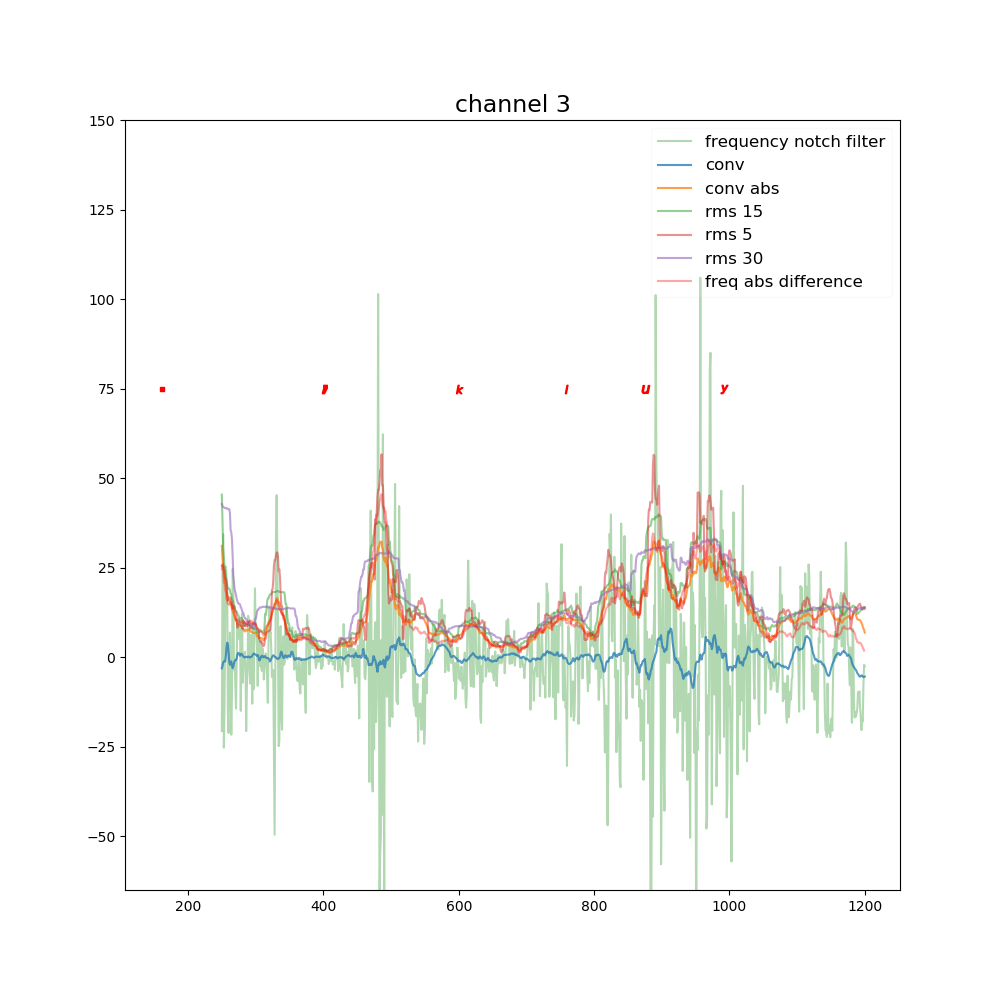 channel 3
150
frequency notch filter
conv
125
conv abs
rms 15
rms 5
rms 30
freq abs difference
100
75
. , k l u y
50
25
0
−25
−50
200 400 600 800 1000 1200